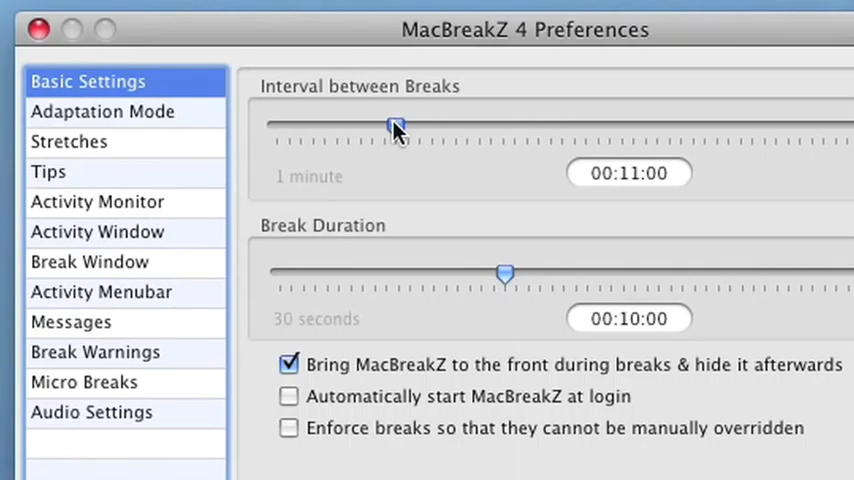 MacBreakZ 4 Preferences
Basic Settings
Adaptation Mode
Stretches
Tips
Activity Monitor
Activity Window
Break Window
Activity Menubar
Messages
Break Warnings
Micro Breaks
Audio Settings
Interval between Breaks
1 minute
00:11:00
Break Duration
30 seconds
00:10:00
Bring MacBreakZ to the front during breaks & hide it afterwards
Automatically start MacBreakZ at login
Enforce breaks so that they cannot be manually overridden